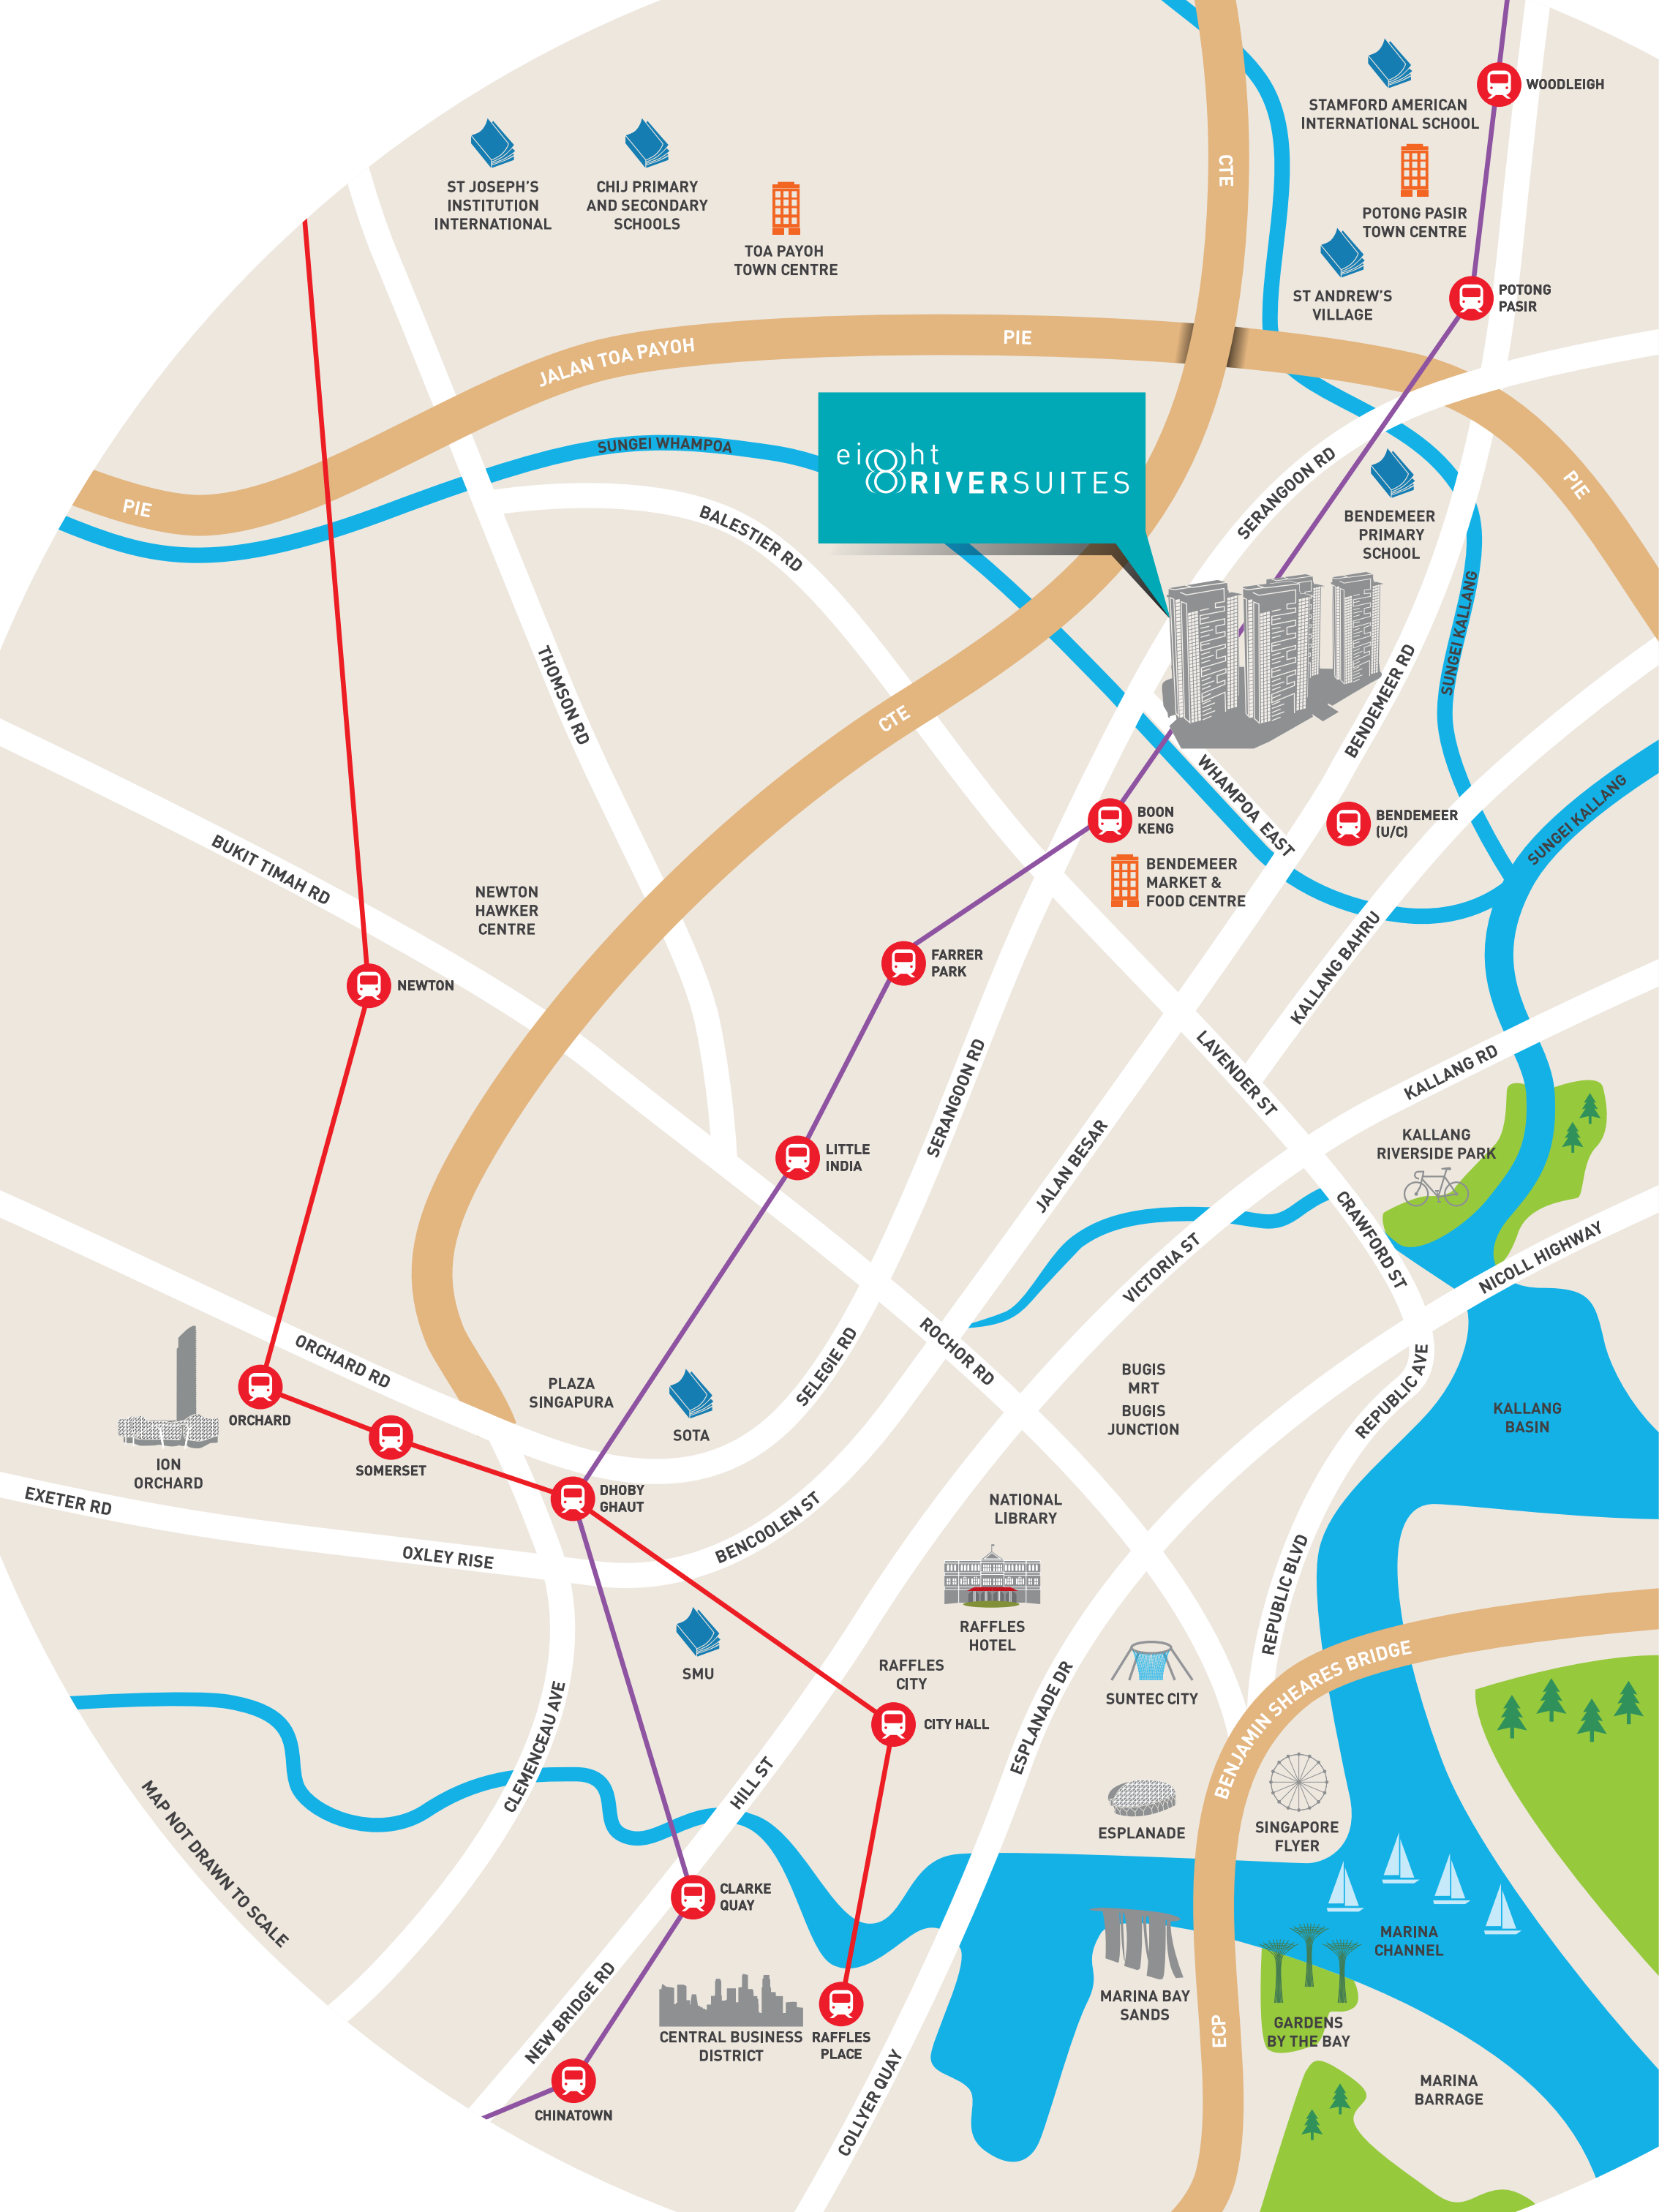 STAMFORD AMERICAN
INTERNATIONAL SCHOOL
WOODLEIGH
CTE
ST JOSEPH'S
INSTITUTION
INTERNATIONAL
CHIJ PRIMARY
AND SECONDARY
SCHOOLS
TOA PAYOH
TOWN CENTRE
POTONG PASIR
TOWN CENTRE
ST ANDREW'S
VILLAGE
POTONG
PASIR
JALAN TOA PAYOH
PIE
PIE
PIE
SUNGEI WHAMPOA
ei8ht
RIVERSUITES
SERANGOON RD
BALESTIER RD
BENDEMEER
PRIMARY
SCHOOL
SUNGEI KALLANG
THOMSON RD
CTE
BENDEMEER RD
WHAMPOA EAST
SUNGEI KALLANG
BOON
KENG
BENDEMEER
(U/C)
BENDEMEER
MARKET &
FOOD CENTRE
BUKIT TIMAH RD
NEWTON
HAWKER
CENTRE
NEWTON
FARRER
PARK
KALLANG BAHRU
LAVENDER ST
KALLANG RD
SERANGOON RD
LITTLE
INDIA
JALAN BESAR
KALLANG
RIVERSIDE PARK
CRAWFORD ST
VICTORIA ST
NICOLL HIGHWAY
ORCHARD RD
SELEGIE RD
ROCHOR RD
REPUBLIC AVE
PLAZA
SINGAPURA
BUGIS
MRT
BUGIS
JUNCTION
KALLANG
BASIN
ORCHARD
SOTA
SOMERSET
ION
ORCHARD
EXETER RD
DHOBY
GHAUT
OXLEY RISE
BENCOOLEN ST
NATIONAL
LIBRARY
REPUBLIC BLVD
RAFFLES
HOTEL
SMU
RAFFLES
CITY
SUNTEC CITY
BENJAMIN SHEARES BRIDGE
CITY HALL
CLEMENCEAU AVE
ESPLANADE DR
HILL ST
MAP NOT DRAWN TO SCALE
ESPLANADE
SINGAPORE
FLYER
CLARKE
QUAY
MARINA
CHANNEL
NEW BRIDGE RD
MARINA BAY
SANDS
ECP
GARDENS
BY THE BAY
CENTRAL BUSINESS
DISTRICT
RAFFLES
PLACE
COLLYER QUAY
MARINA
BARRAGE
CHINATOWN